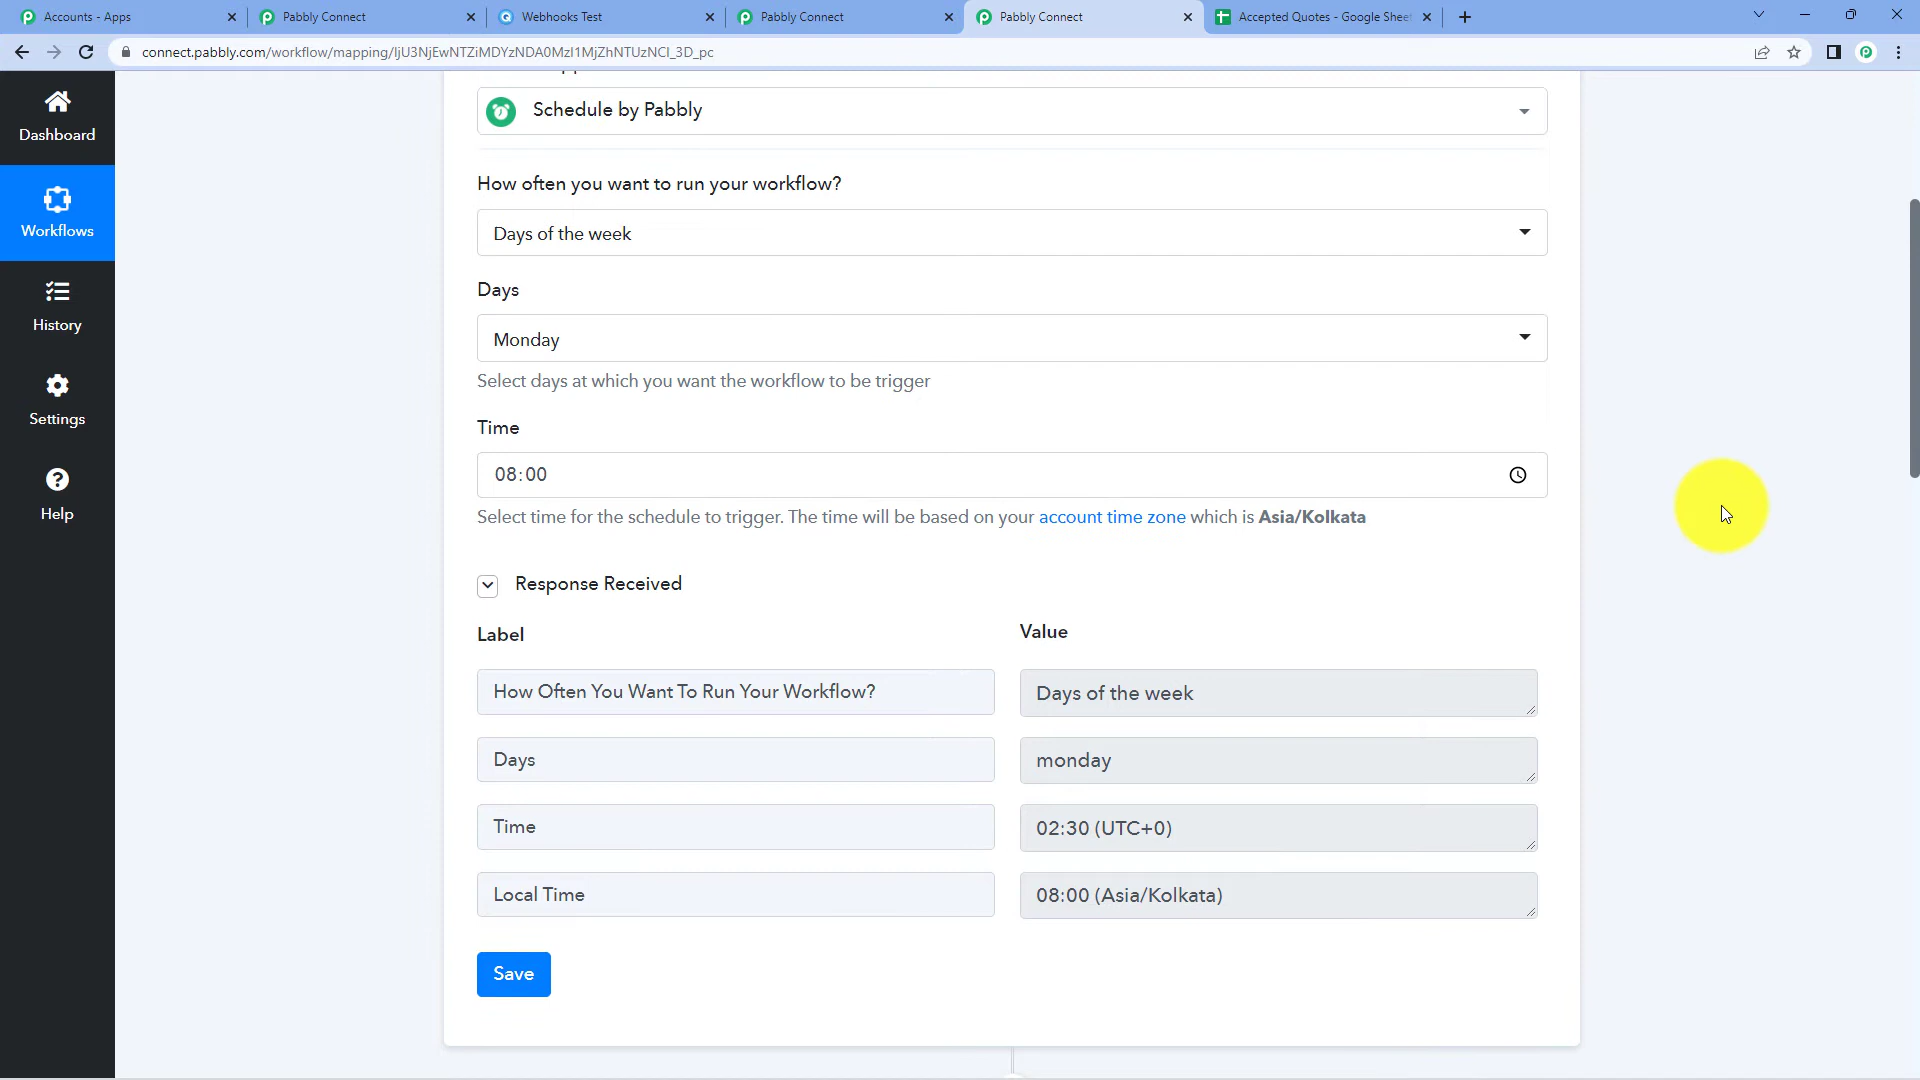 Accounts - Apps
Pabbly Connect
Webhooks Test
Pabbly Connect
Pabbly Connect
Accepted Quotes - Google Sheet
connect.pabbly.com/workflow/mapping/IjU3NjEwNTZiMDYzNDA0MzI1MjZhNTUzNCI_3D_pc
Dashboard
Workflows
History
Settings
Help
Schedule by Pabbly
How often you want to run your workflow?
Days of the week
Days
Monday
Select days at which you want the workflow to be trigger
Time
08:00
Select time for the schedule to trigger. The time will be based on your account time zone which is Asia/Kolkata
Response Received
Label
Value
How Often You Want To Run Your Workflow?
Days of the week
Days
monday
Time
02:30 (UTC+0)
Local Time
08:00 (Asia/Kolkata)
Save